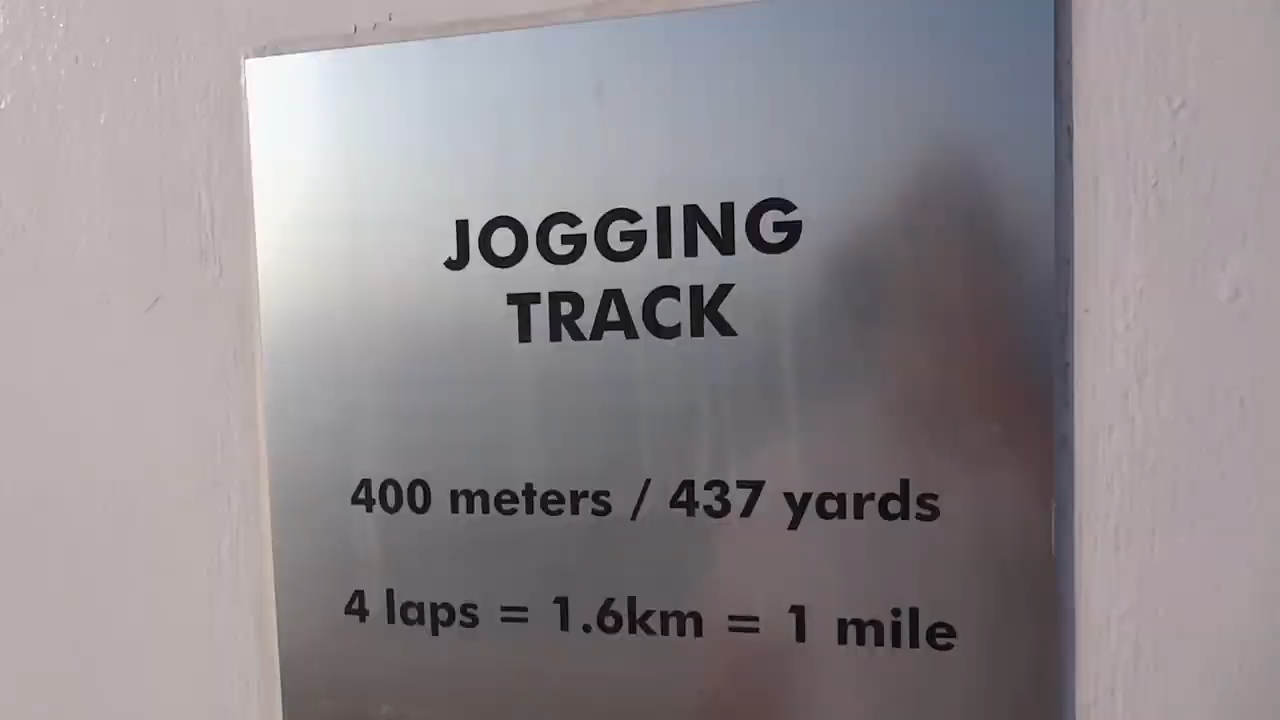 JOGGING
TRACK
400 meters / 437 yards
4 laps = 1.6km = 1 mile